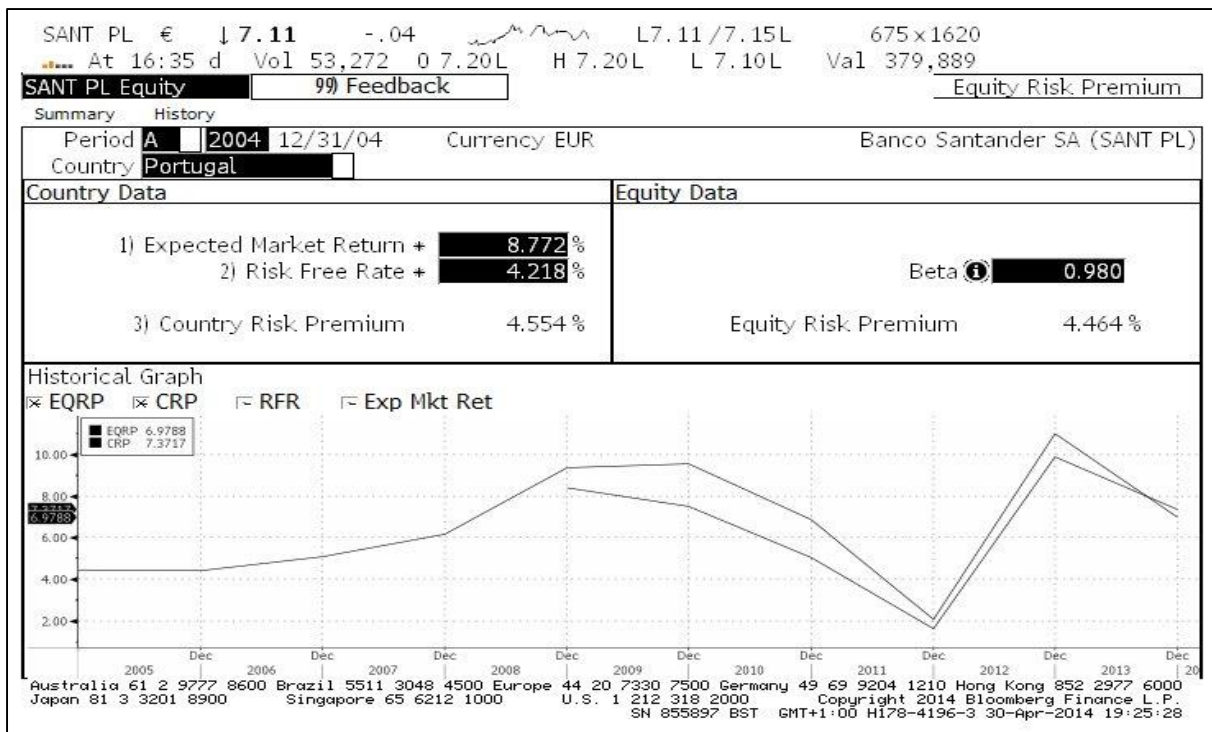 SANT PL € ↓7.11 -.04 L7.11/7.15L 675x1620
At 16:35 d Vol 53,272 O 7.20L H 7.20L L 7.10L Val 379,889
SANT PL Equity 99) Feedback Equity Risk Premium
Summary History
Period A 2004 12/31/04 Currency EUR Banco Santander SA (SANT PL)
Country Portugal
Country Data Equity Data
1) Expected Market Return + 8.772 %
2) Risk Free Rate + 4.218 % Beta 0.980
3) Country Risk Premium 4.554 % Equity Risk Premium 4.464 %
Historical Graph
EQRP CRP RFR Exp Mkt Ret
EQRP 6.9788
CRP 7.3717
10.00
8.00
7.3717
6.9788
6.00
4.00
2.00
Dec Dec Dec Dec Dec Dec Dec Dec Dec
2005 2006 2007 2008 2009 2010 2011 2012 2013 20
Australia 61 2 9777 8600 Brazil 5511 3048 4500 Europe 44 20 7330 7500 Germany 49 69 9204 1210 Hong Kong 852 2977 6000
Japan 81 3 3201 8900 Singapore 65 6212 1000 U.S. 1 212 318 2000 Copyright 2014 Bloomberg Finance L.P.
SN 855897 BST GMT+1:00 H178-4196-3 30-Apr-2014 19:25:28